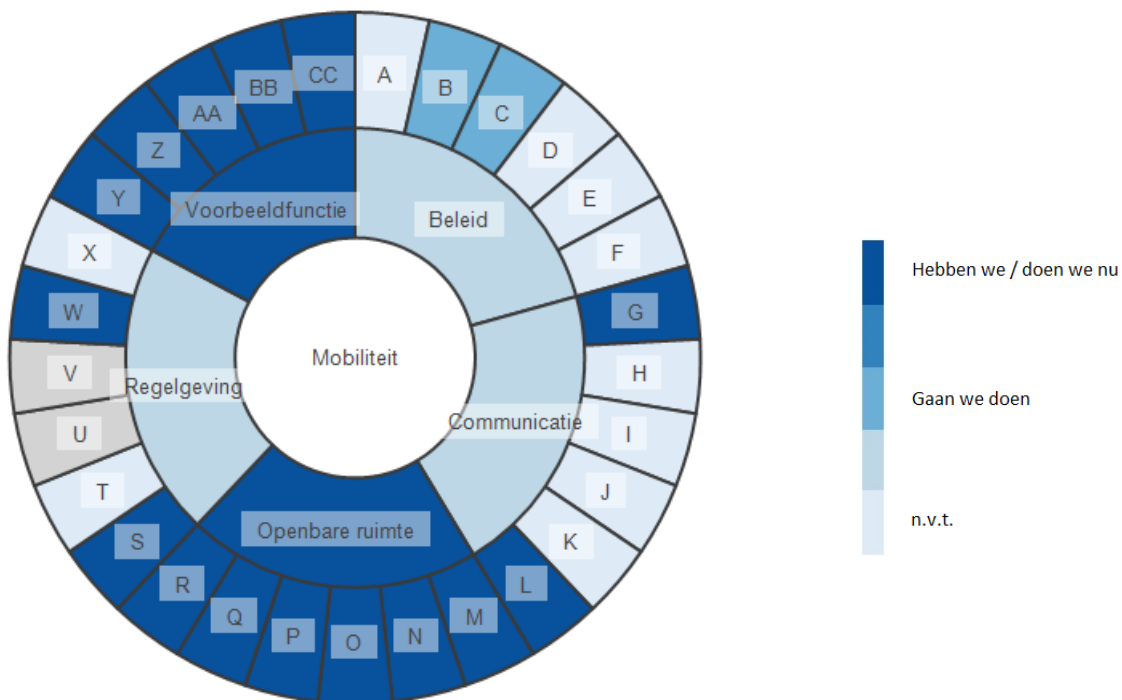 A
B
C
D
E
F
G
H
I
J
K
L
M
N
O
P
Q
R
S
T
U
V
W
X
Y
Z
AA
BB
CC
Voorbeeldfunctie
Beleid
Mobiliteit
Regelgeving
Communicatie
Openbare ruimte
Hebben we / doen we nu
Gaan we doen
n.v.t.